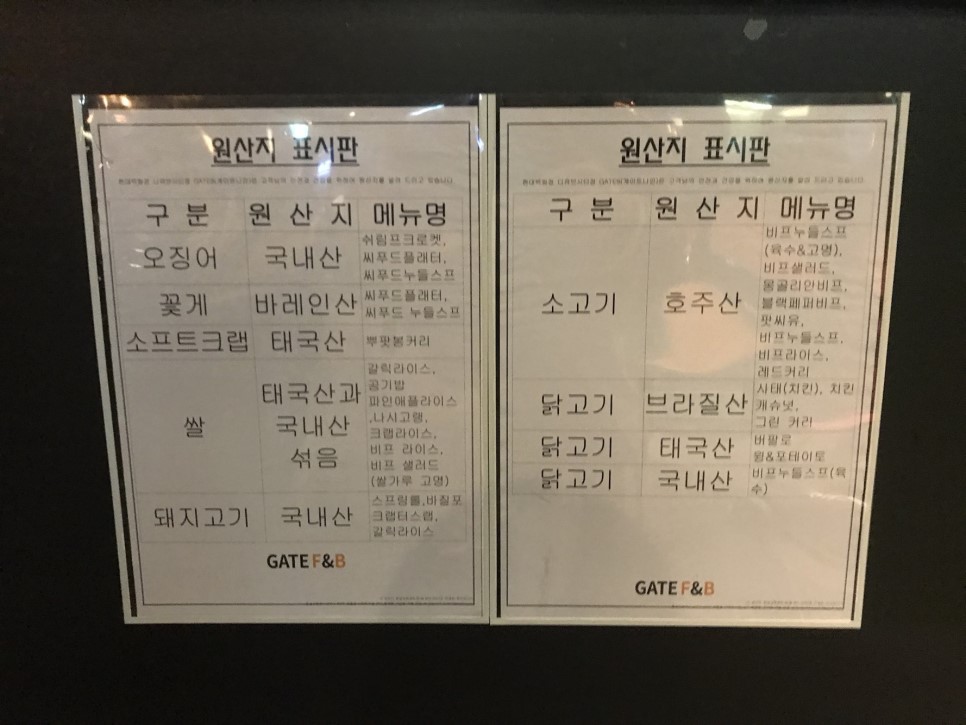 원산지 표시판
구 분 원 산 지 메뉴명
오징어 국내산 쉬림프크로켓,
씨푸드플래터,
씨푸드누들스프
꽃게 바레인산 씨푸드플래터,
씨푸드 누들스프
소프트크랩 태국산 뿌팟봉커리
쌀 태국산과 국내산 섞음 갈릭라이스,
공기밥
파인애플라이스
,나시고랭,
크랩라이스,
비프 라이스,
비프 샐러드
(쌀가루 고명)
돼지고기 국내산 스프링롤,바질포
크랩터스랩,
갈릭라이스
GATE F&B
원산지 표시판
구 분 원 산 지 메뉴명
소고기 호주산 비프누들스프
(육수&고명),
비프샐러드,
몽골리안비프,
블랙페퍼비프,
팟씨유,
비프누들스프,
비프라이스,
레드커리
닭고기 브라질산 사태(치킨), 치킨
캐슈넛,
그린 커리
닭고기 태국산 버팔로
윙&포테이토
닭고기 국내산 비프누들스프(육
수)
GATE F&B